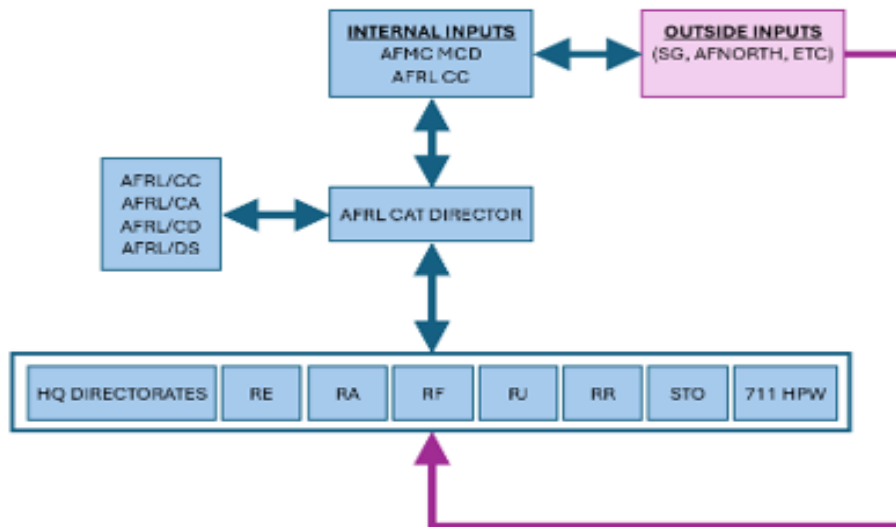 INTERNAL INPUTS
AFMC MCD
AFRL CC
OUTSIDE INPUTS
(SG, AFNORTH, ETC)
AFRL/CC
AFRL/CA
AFRL/CD
AFRL/DS
AFRL CAT DIRECTOR
HQ DIRECTORATES
RE
RA
RF
RJ
RR
STO
711 HPW